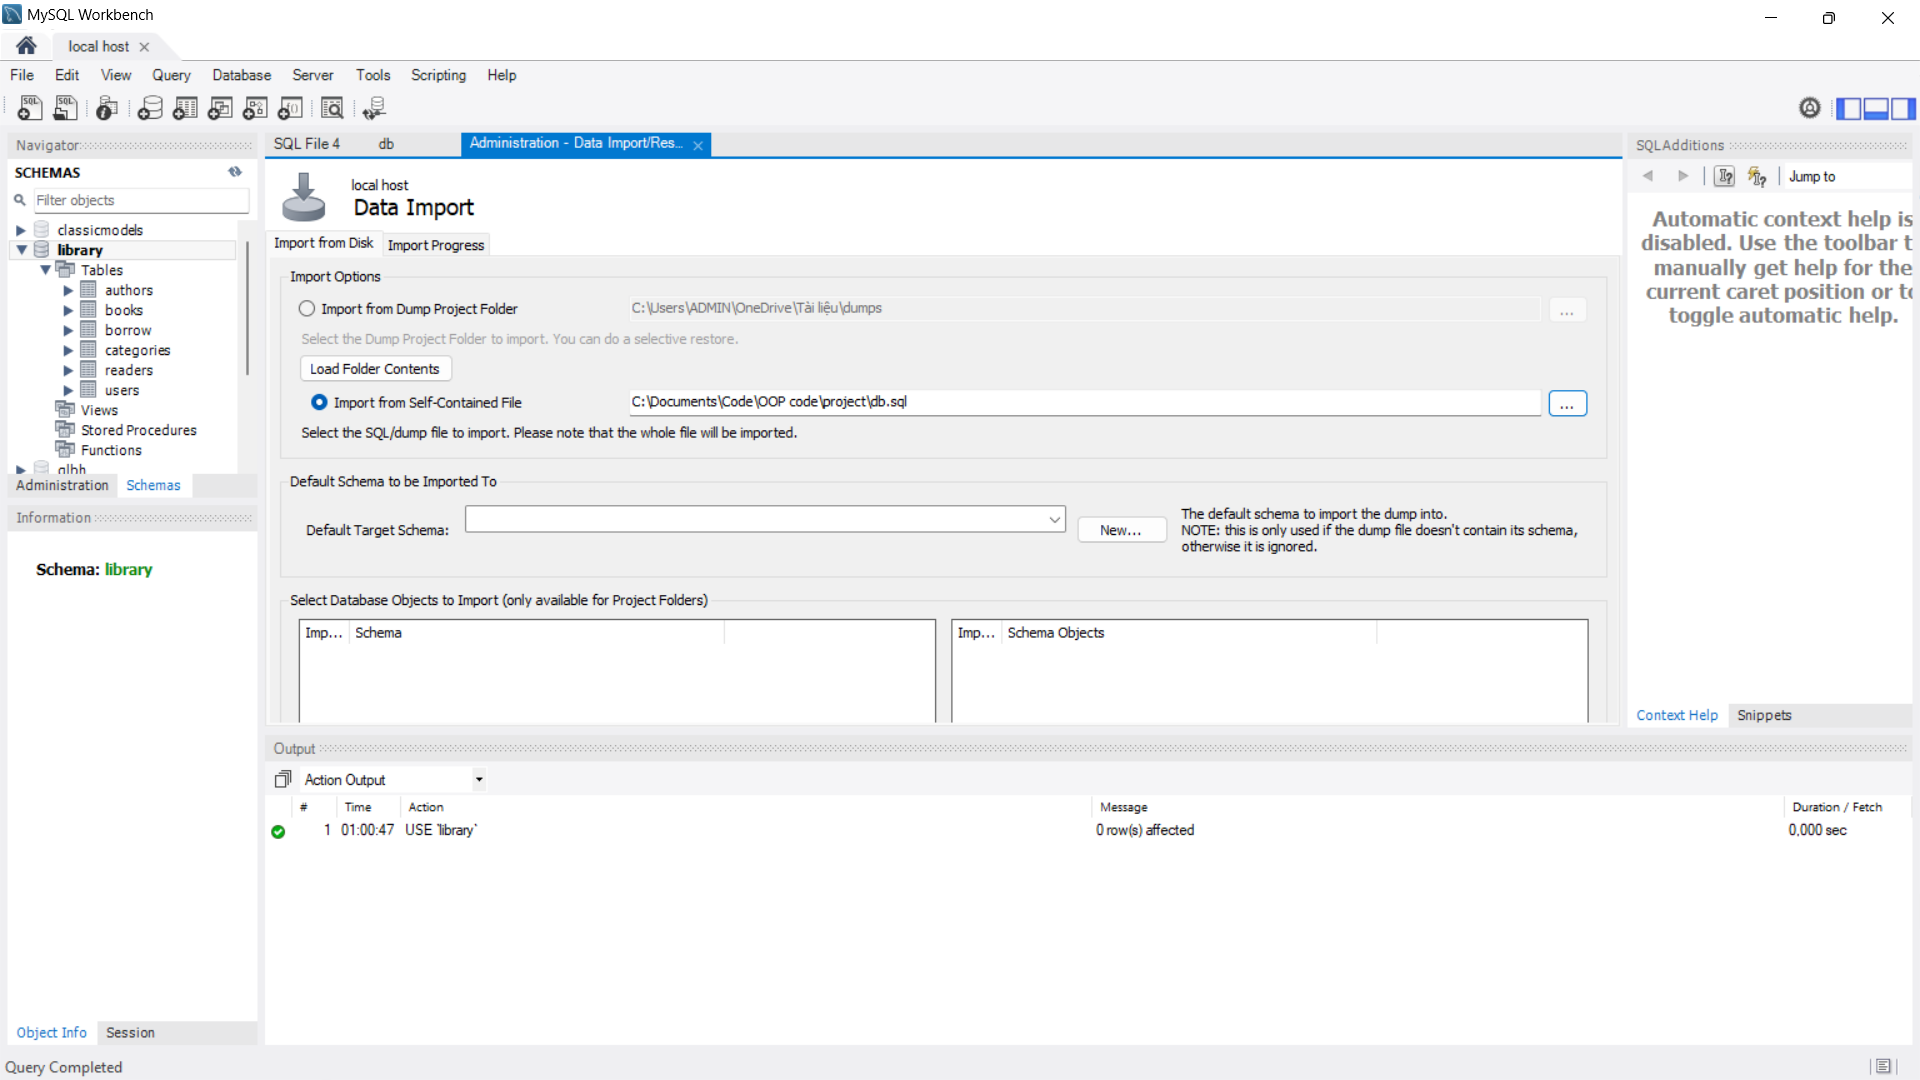 MySQL Workbench
local host
File Edit View Query Database Server Tools Scripting Help
Navigator
SCHEMAS
Filter objects
classicmodels
library
Tables
authors
books
borrow
categories
readers
users
Views
Stored Procedures
Functions
qlbh
Administration Schemas
Information
Schema: library
Object Info Session
Query Completed
SQL File 4 db Administration - Data Import/Res...
local host
Data Import
Import from Disk Import Progress
Import Options
Import from Dump Project Folder C:\Users\ADMIN\OneDrive\Tài liệu\dumps ...
Select the Dump Project Folder to import. You can do a selective restore.
Load Folder Contents
Import from Self-Contained File C:\Documents\Code\OOP code\project\db.sql ...
Select the SQL/dump file to import. Please note that the whole file will be imported.
Default Schema to be Imported To
Default Target Schema: New...
The default schema to import the dump into.
NOTE: this is only used if the dump file doesn't contain its schema,
otherwise it is ignored.
Select Database Objects to Import (only available for Project Folders)
Imp... Schema
Imp... Schema Objects
Output
Action Output
# Time Action Message Duration / Fetch
1 01:00:47 USE `library` 0 row(s) affected 0,000 sec
SQLAdditions
Jump to
Automatic context help is
disabled. Use the toolbar t
manually get help for the
current caret position or to
toggle automatic help.
Context Help Snippets